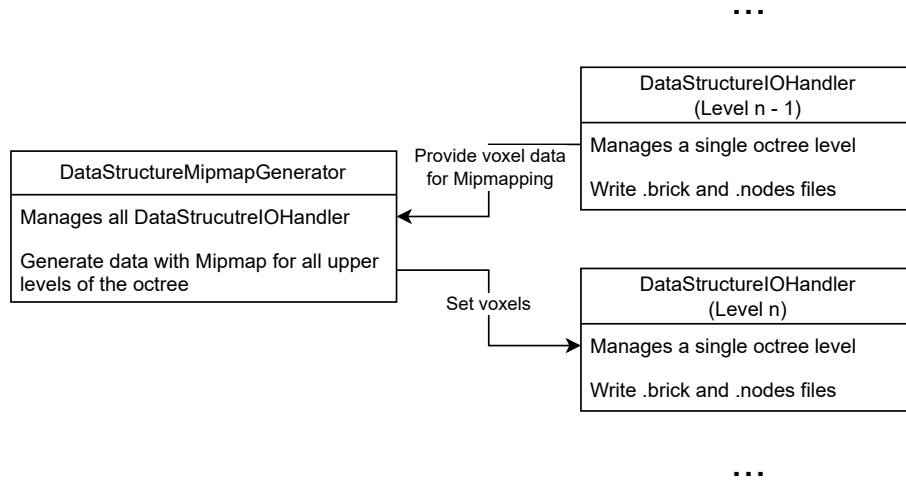 ...
DataStructureIOHandler
(Level n - 1)
Manages a single octree level
Write .brick and .nodes files
Provide voxel data
for Mipmapping
DataStructureMipmapGenerator
Manages all DataStrucutreIOHandler
Generate data with Mipmap for all upper
levels of the octree
Set voxels
DataStructureIOHandler
(Level n)
Manages a single octree level
Write .brick and .nodes files
...